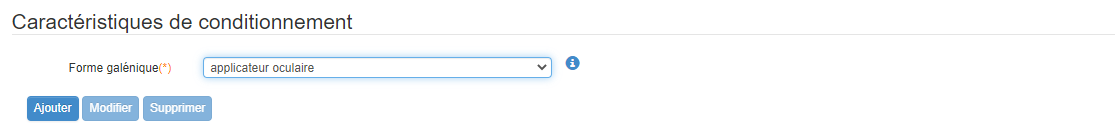 Caractéristiques de conditionnement
Forme galénique(*) applicateur oculaire
Ajouter Modifier Supprimer